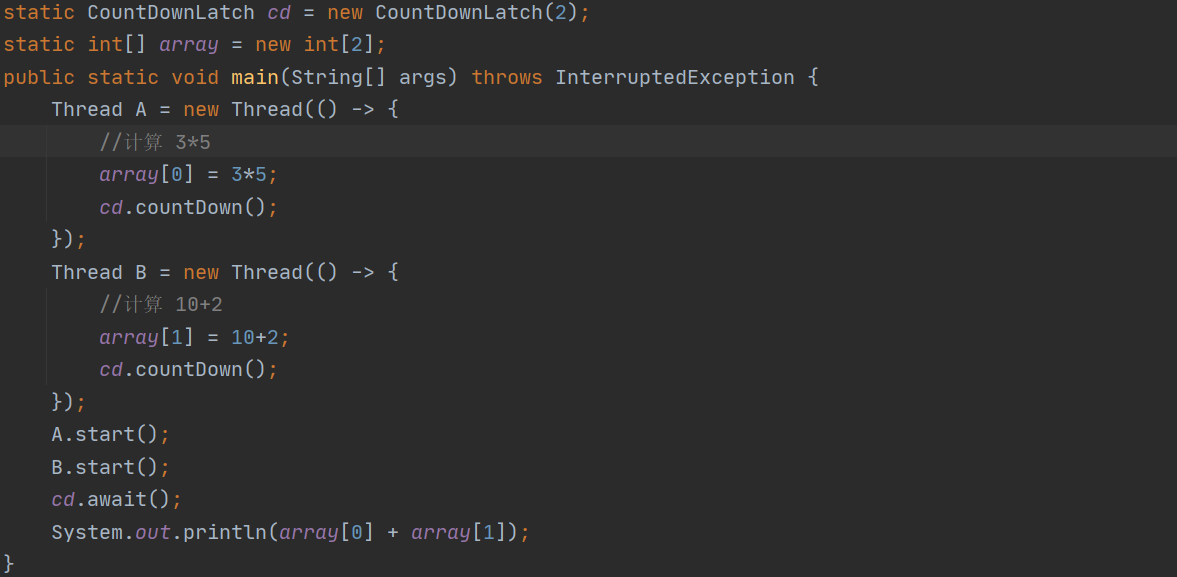 static CountDownLatch cd = new CountDownLatch(2);
static int[] array = new int[2];
public static void main(String[] args) throws InterruptedException {
    Thread A = new Thread(() -> {
        //计算 3*5
        array[0] = 3*5;
        cd.countDown();
    });
    Thread B = new Thread(() -> {
        //计算 10+2
        array[1] = 10+2;
        cd.countDown();
    });
    A.start();
    B.start();
    cd.await();
    System.out.println(array[0] + array[1]);
}